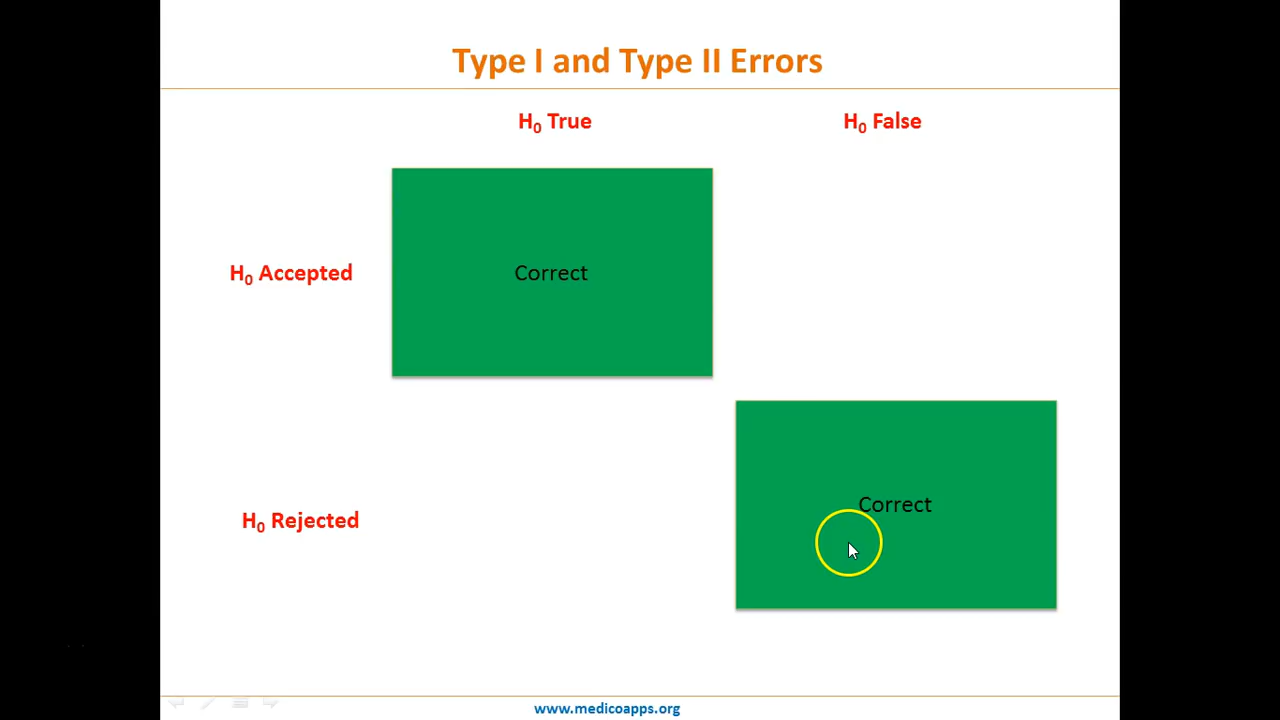 Type I and Type II Errors
H₀ True
H₀ False
H₀ Accepted
Correct
H₀ Rejected
Correct
www.medicoapps.org